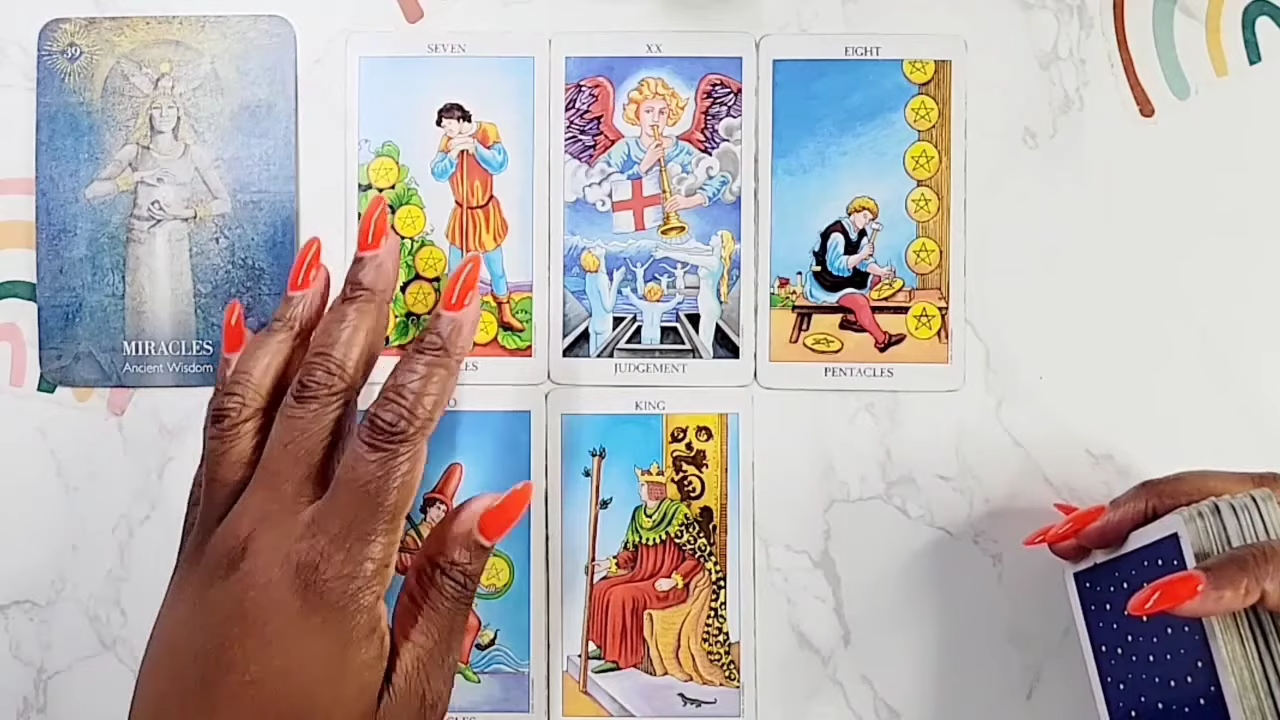 39
MIRACLES
Ancient Wisdom
SEVEN
XX
JUDGEMENT
EIGHT
PENTACLES
KING